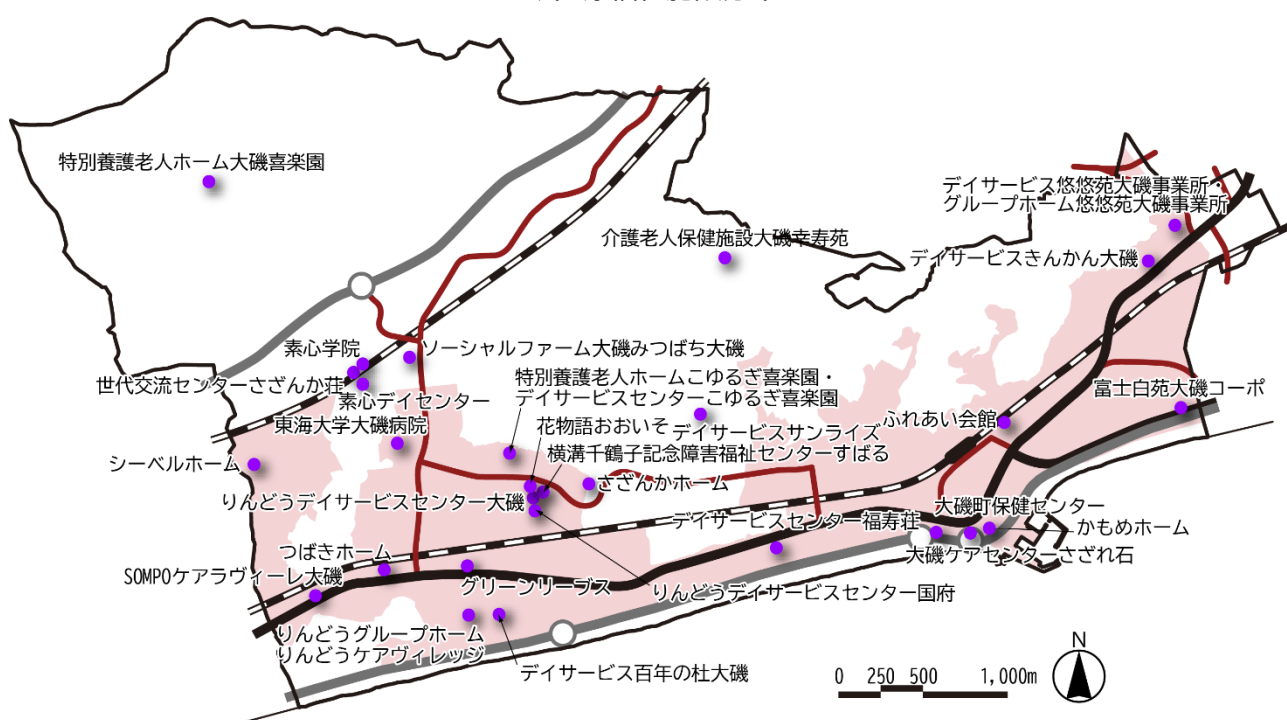 特別養護老人ホーム大磯喜楽園
デイサービス悠悠苑大磯事業所・
グループホーム悠悠苑大磯事業所
介護老人保健施設大磯幸寿苑
デイサービスきんかん大磯
素心学院
ソーシャルファーム大磯みつばち大磯
世代交流センターさざんか荘
特別養護老人ホームこゆるぎ喜楽園・
デイサービスセンターこゆるぎ喜楽園
素心デイセンター
富士白苑大磯コーポ
東海大学大磯病院
花物語おおいそ
デイサービスサンライズ
ふれあい会館
シーベルホーム
横溝千鶴子記念障害福祉センターすばる
さざんかホーム
りんどうデイサービスセンター大磯
大磯町保健センター
デイサービスセンター福寿荘
かもめホーム
つばきホーム
大磯ケアセンターさざれ石
SOMPOケアラヴィーレ大磯
グリーンリーブス
りんどうデイサービスセンター国府
りんどうグループホーム
りんどうケアヴィレッジ
デイサービス百年の杜大磯
N
0 250 500 1,000m